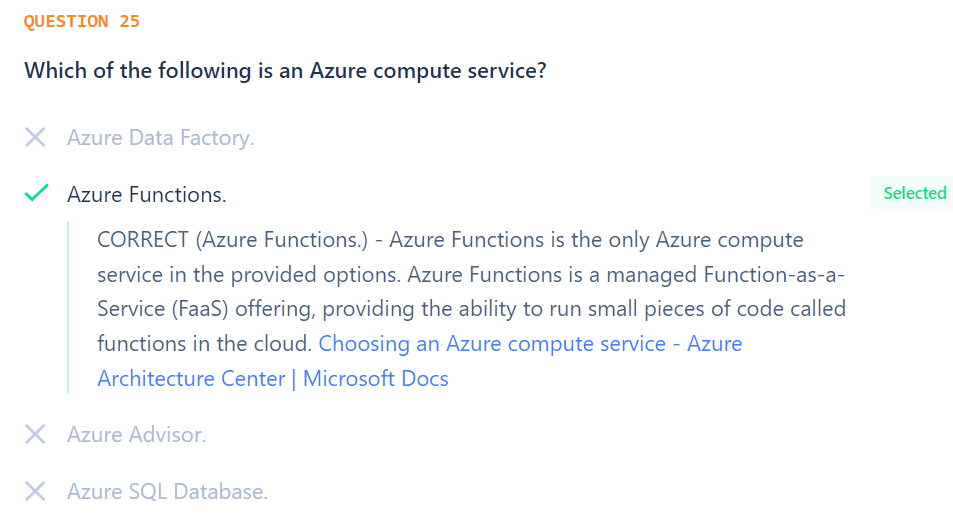 QUESTION 25
Which of the following is an Azure compute service?
Azure Data Factory.
Azure Functions.
Selected
CORRECT (Azure Functions.) - Azure Functions is the only Azure compute
service in the provided options. Azure Functions is a managed Function-as-a-
Service (FaaS) offering, providing the ability to run small pieces of code called
functions in the cloud. Choosing an Azure compute service - Azure
Architecture Center | Microsoft Docs
Azure Advisor.
Azure SQL Database.